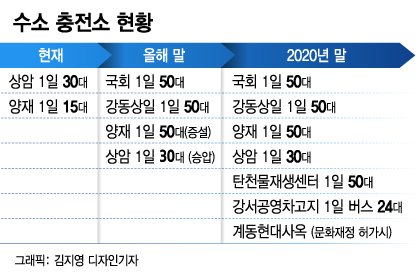 수소 충전소 현황
현재 올해 말 2020년 말
상암 1일 30대 국회 1일 50대 국회 1일 50대
양재 1일 15대 강동상일 1일 50대 강동상일 1일 50대
양재 1일 50대(증설) 양재 1일 50대
상암 1일 30대 (승압) 상암 1일 30대
탄천물재생센터 1일 50대
강서공영차고지 1일 버스 24대
계동현대사옥 (문화재정 허가시)
그래픽: 김지영 디자인기자